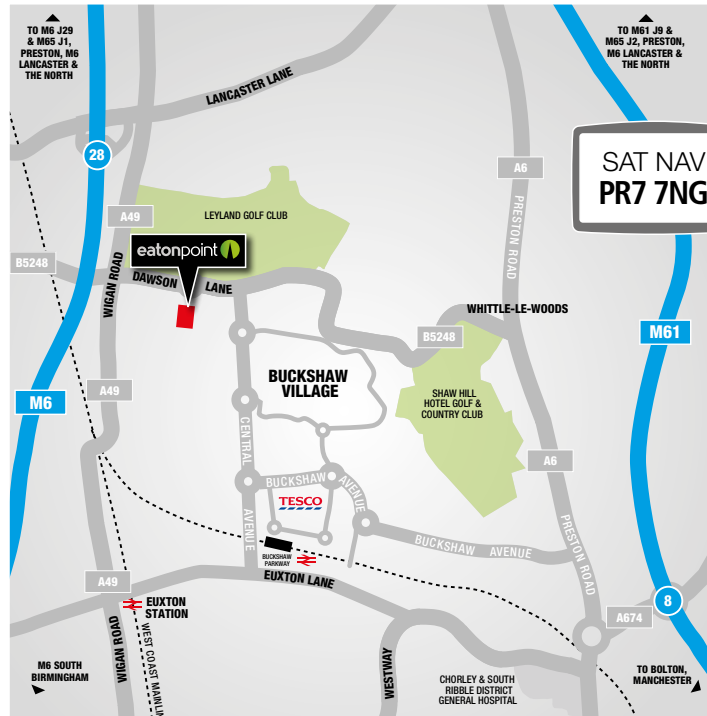 TO M6 J29
& M65 J1,
PRESTON, M6
LANCASTER &
THE NORTH
TO M61 J9 &
M65 J2, PRESTON,
M6 LANCASTER &
THE NORTH
LANCASTER LANE
28
A6
SAT NAV
PR7 7NG
PRESTON ROAD
A49
LEYLAND GOLF CLUB
eatonpoint
B5248
WIGAN ROAD
DAWSON LANE
WHITTLE-LE-WOODS
B5248
M61
BUCKSHAW
VILLAGE
M6
A49
SHAW HILL
HOTEL GOLF &
COUNTRY CLUB
CENTRAL AVENUE
A6
BUCKSHAW AVENUE
TESCO
PRESTON ROAD
BUCKSHAW AVENUE
BUCKSHAW
PARKWAY
EUXTON LANE
A49
8
EUXTON
STATION
A674
WIGAN ROAD
WEST COAST MAINLIN
WESTWAY
M6 SOUTH
BIRMINGHAM
CHORLEY & SOUTH
RIBBLE DISTRICT
GENERAL HOSPITAL
TO BOLTON,
MANCHESTER